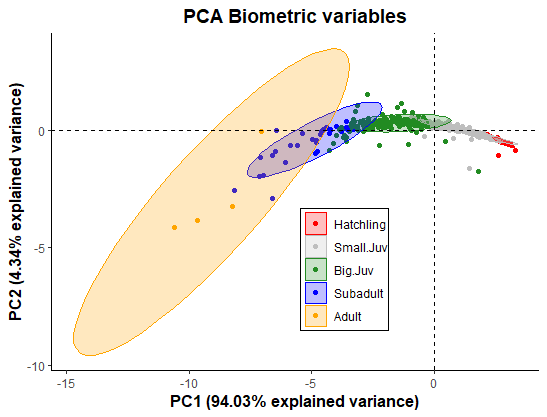 PCA Biometric variables
PC2 (4.34% explained variance)
0
-5
-10
Hatchling
Small.Juv
Big.Juv
Subadult
Adult
-15
-10
-5
0
PC1 (94.03% explained variance)